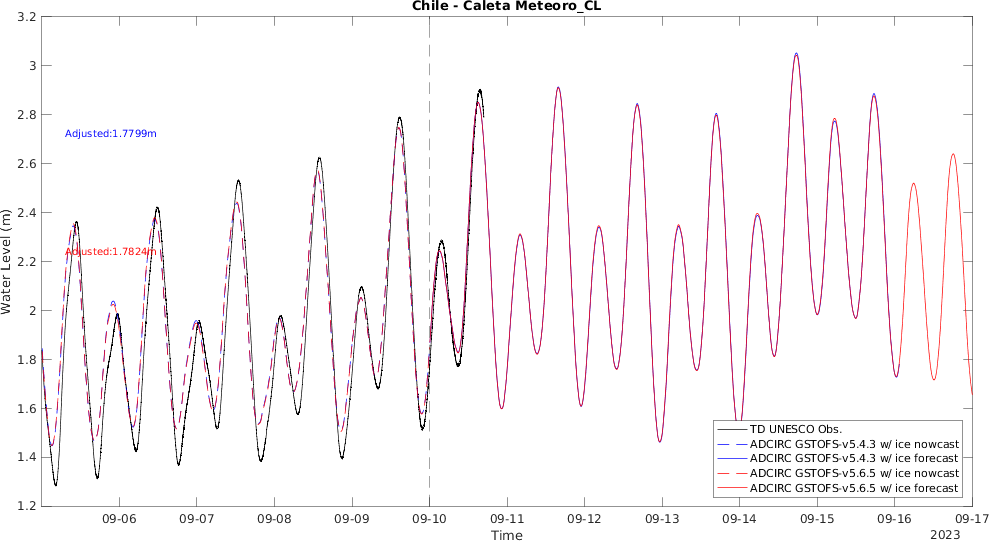 Chile - Caleta Meteoro_CL
3.2
3
2.8
2.6
2.4
2.2
2
1.8
1.6
1.4
1.2
Water Level (m)
Adjusted:1.7799m
Adjusted:1.7824m
TD UNESCO Obs.
ADCIRC GSTOFS-v5.4.3 w/ ice nowcast
ADCIRC GSTOFS-v5.4.3 w/ ice forecast
ADCIRC GSTOFS-v5.6.5 w/ ice nowcast
ADCIRC GSTOFS-v5.6.5 w/ ice forecast
09-06 09-07 09-08 09-09 09-10 09-11 09-12 09-13 09-14 09-15 09-16 09-17
Time
2023